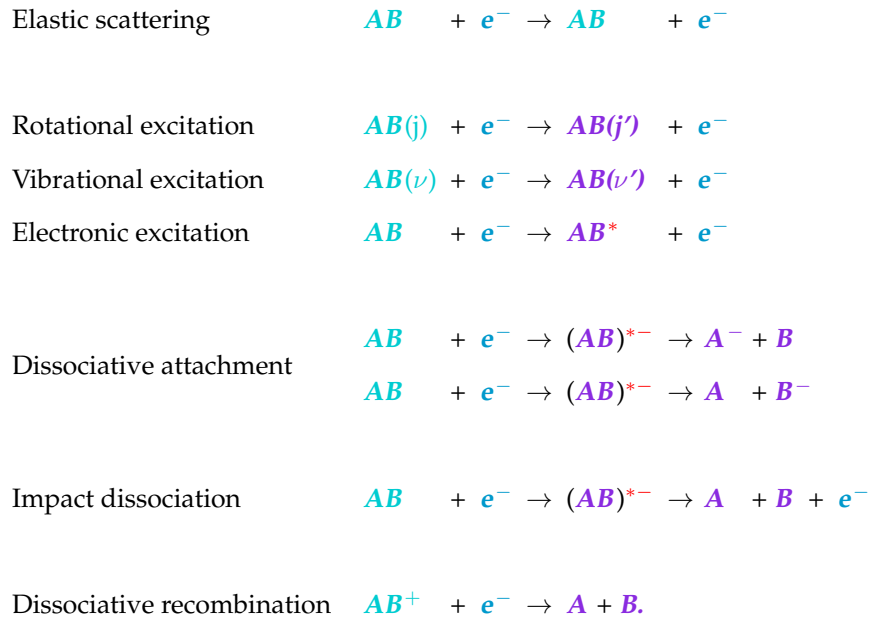 Elastic scattering AB + e⁻ → AB + e⁻
Rotational excitation AB(j) + e⁻ → AB(j′) + e⁻
Vibrational excitation AB(ν) + e⁻ → AB(ν′) + e⁻
Electronic excitation AB + e⁻ → AB* + e⁻
Dissociative attachment AB + e⁻ → (AB)*⁻ → A⁻ + B
AB + e⁻ → (AB)*⁻ → A + B⁻
Impact dissociation AB + e⁻ → (AB)*⁻ → A + B + e⁻
Dissociative recombination AB⁺ + e⁻ → A + B.